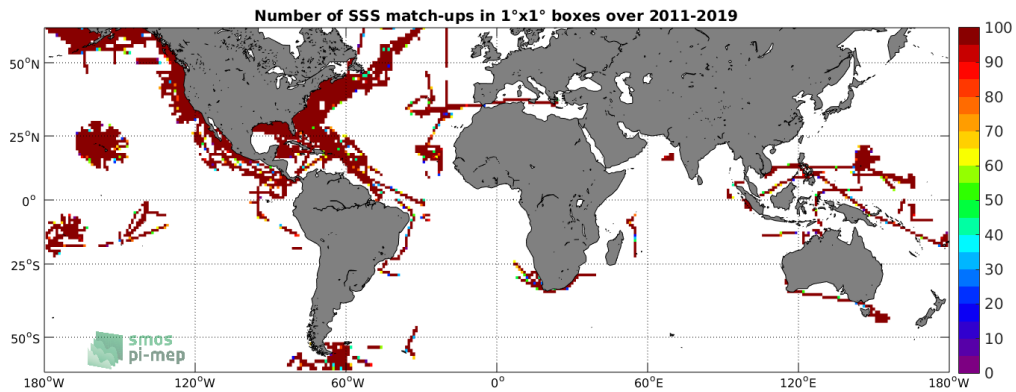 Number of SSS match-ups in 1°x1° boxes over 2011-2019
50°N
25°N
0°
25°S
50°S
180°W 120°W 60°W 0° 60°E 120°E 180°W
100
90
80
70
60
50
40
30
20
10
0
smos
pi-mep